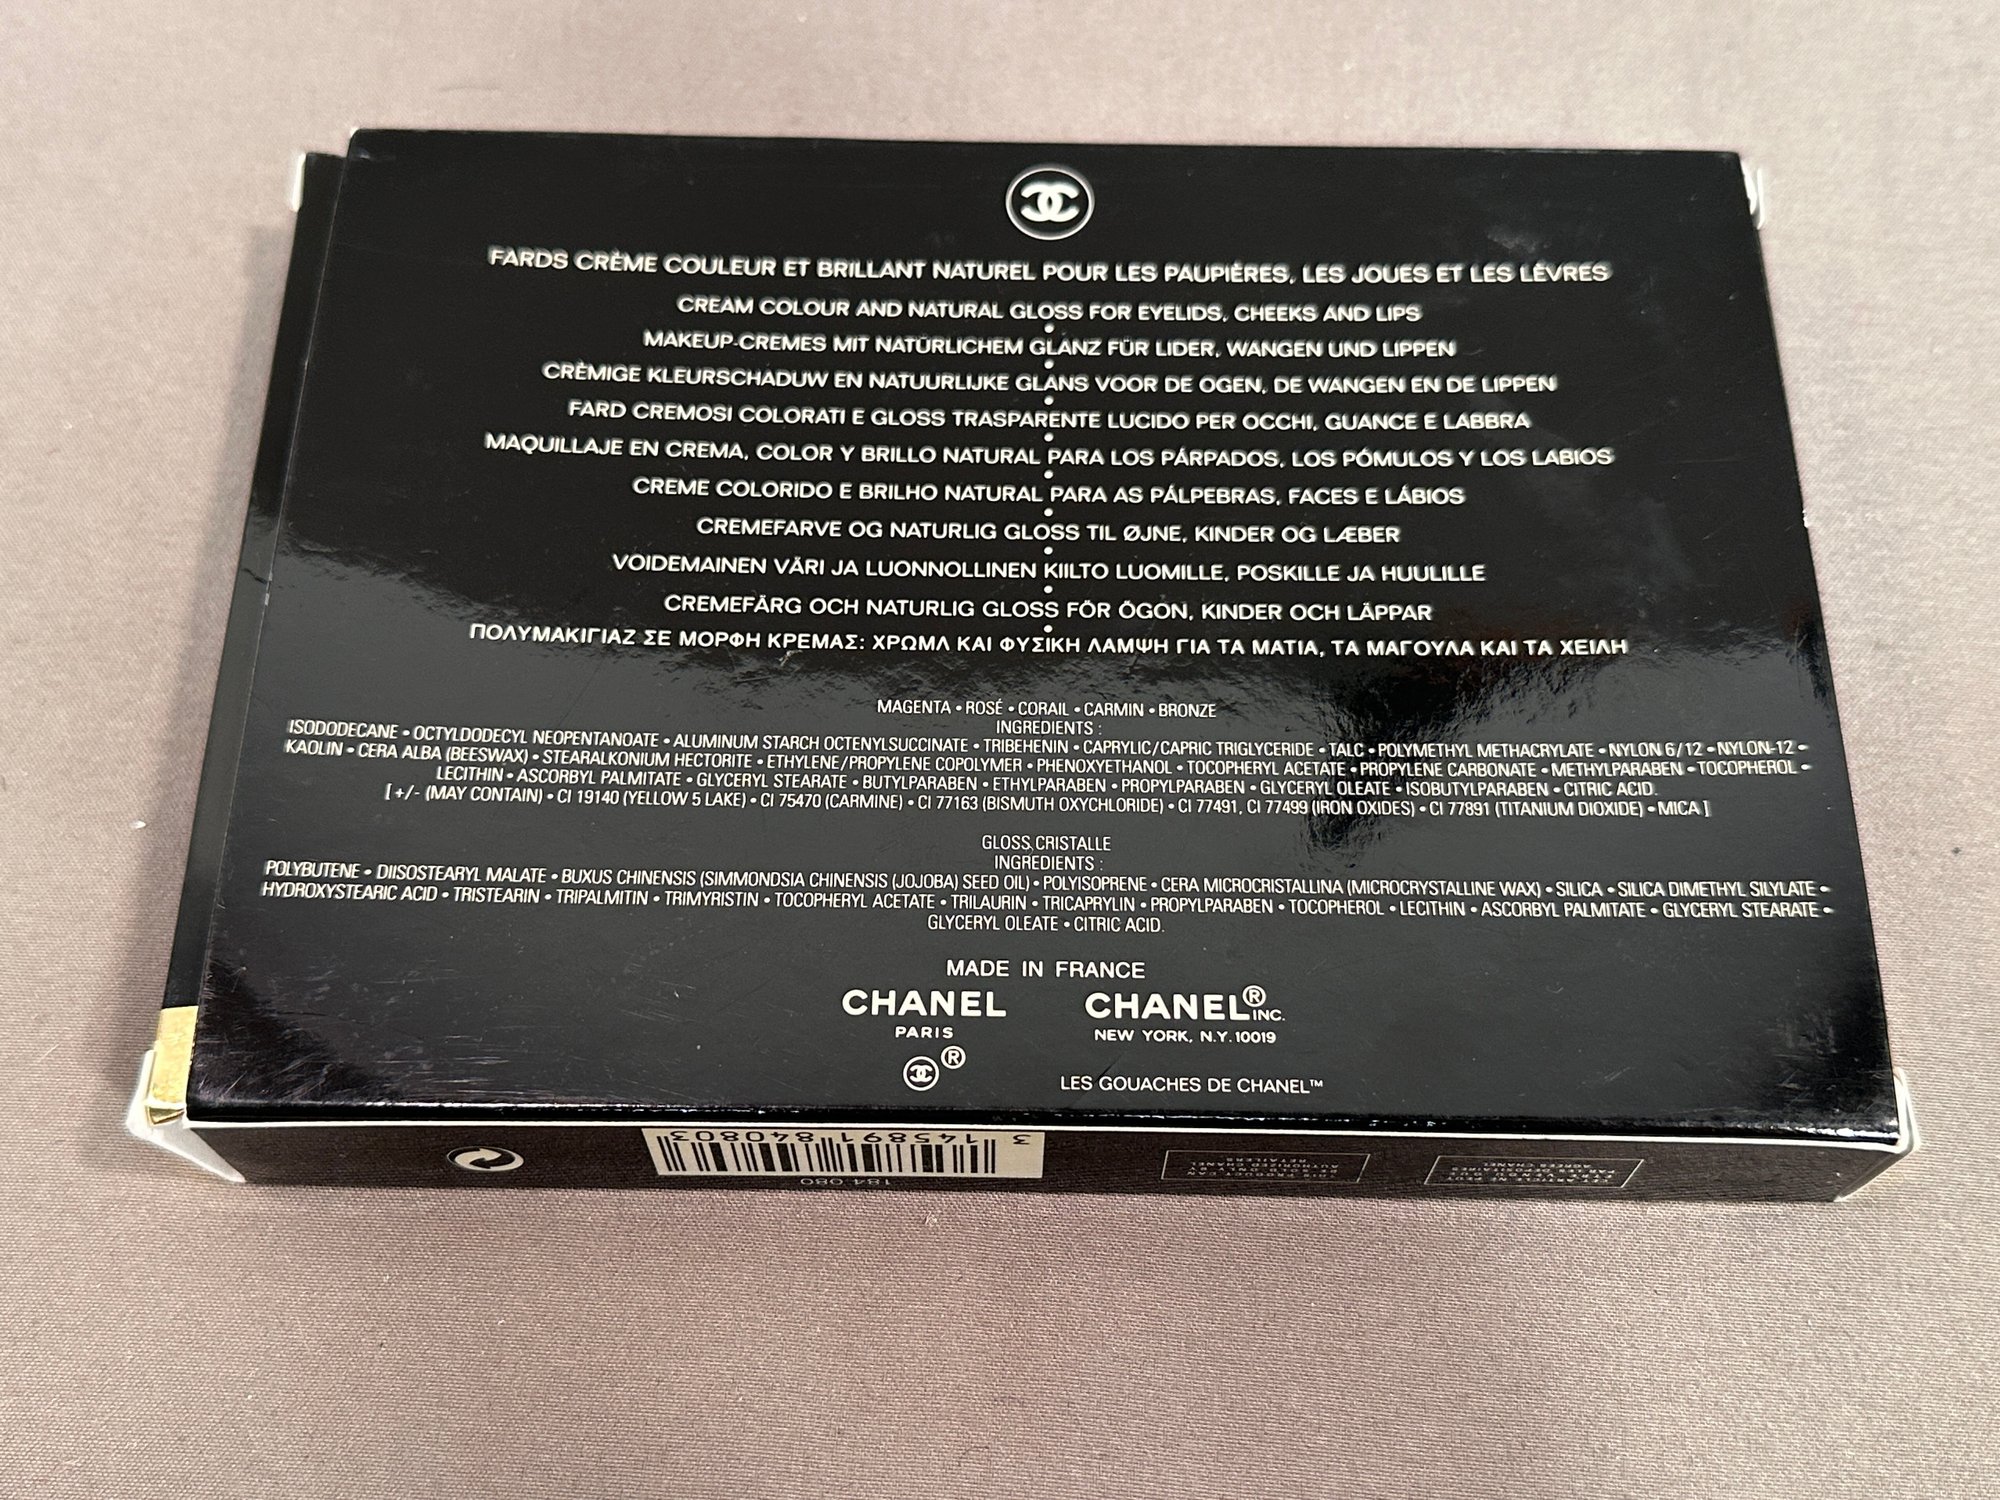 FARDS CRÈME COULEUR ET BRILLANT NATUREL POUR LES PAUPIÈRES, LES JOUES ET LES LÈVRES
CREAM COLOUR AND NATURAL GLOSS FOR EYELIDS, CHEEKS AND LIPS
•
MAKEUP-CREMES MIT NATÜRLICHEM GLANZ FÜR LIDER, WANGEN UND LIPPEN
•
CRÈMIGE KLEURSCHADUW EN NATUURLIJKE GLANS VOOR DE OGEN, DE WANGEN EN DE LIPPEN
•
FARD CREMOSI COLORATI E GLOSS TRASPARENTE LUCIDO PER OCCHI, GUANCE E LABBRA
•
MAQUILLAJE EN CREMA, COLOR Y BRILLO NATURAL PARA LOS PÁRPADOS, LOS PÓMULOS Y LOS LABIOS
•
CREME COLORIDO E BRILHO NATURAL PARA AS PÁLPEBRAS, FACES E LÁBIOS
•
CREMEFARVE OG NATURLIG GLOSS TIL ØJNE, KINDER OG LÆBER
•
VOIDEMAINEN VÄRI JA LUONNOLLINEN KIILTO LUOMILLE, POSKILLE JA HUULILLE
•
CREMEFÄRG OCH NATURLIG GLOSS FÖR ÖGON, KINDER OCH LÄPPAR
•
ΠΟΛΥΜΑΚΙΓΙΑΖ ΣΕ ΜΟΡΦΗ ΚΡΕΜΑΣ: ΧΡΩΜΛ ΚΑΙ ΦΥΣΙΚΗ ΛΑΜΨΗ ΓΙΑ ΤΑ ΜΑΤΙΑ, ΤΑ ΜΑΓΟΥΛΑ ΚΑΙ ΤΑ ΧΕΙΛΗ
MAGENTA • ROSÉ • CORAIL • CARMIN • BRONZE
INGREDIENTS :
ISODODECANE • OCTYLDODECYL NEOPENTANOATE • ALUMINUM STARCH OCTENYLSUCCINATE • TRIBEHENIN • CAPRYLIC/CAPRIC TRIGLYCERIDE • TALC • POLYMETHYL METHACRYLATE • NYLON 6/12 • NYLON-12 •
KAOLIN • CERA ALBA (BEESWAX) • STEARALKONIUM HECTORITE • ETHYLENE/PROPYLENE COPOLYMER • PHENOXYETHANOL • TOCOPHERYL ACETATE • PROPYLENE CARBONATE • METHYLPARABEN • TOCOPHEROL •
LECITHIN • ASCORBYL PALMITATE • GLYCERYL STEARATE • BUTYLPARABEN • ETHYLPARABEN • PROPYLPARABEN • GLYCERYL OLEATE • ISOBUTYLPARABEN • CITRIC ACID.
[ +/- (MAY CONTAIN) • CI 19140 (YELLOW 5 LAKE) • CI 75470 (CARMINE) • CI 77163 (BISMUTH OXYCHLORIDE) • CI 77491, CI 77499 (IRON OXIDES) • CI 77891 (TITANIUM DIOXIDE) • MICA ]
GLOSS CRISTALLE
INGREDIENTS :
POLYBUTENE • DIISOSTEARYL MALATE • BUXUS CHINENSIS (SIMMONDSIA CHINENSIS (JOJOBA) SEED OIL) • POLYISOPRENE • CERA MICROCRISTALLINA (MICROCRYSTALLINE WAX) • SILICA • SILICA DIMETHYL SILYLATE •
HYDROXYSTEARIC ACID • TRISTEARIN • TRIPALMITIN • TRIMYRISTIN • TOCOPHERYL ACETATE • TRILAURIN • TRICAPRYLIN • PROPYLPARABEN • TOCOPHEROL • LECITHIN • ASCORBYL PALMITATE • GLYCERYL STEARATE •
GLYCERYL OLEATE • CITRIC ACID.
MADE IN FRANCE
CHANEL
PARIS
®
CHANEL® INC.
NEW YORK, N.Y. 10019
LES GOUACHES DE CHANEL™
3 145891 840803
184 080